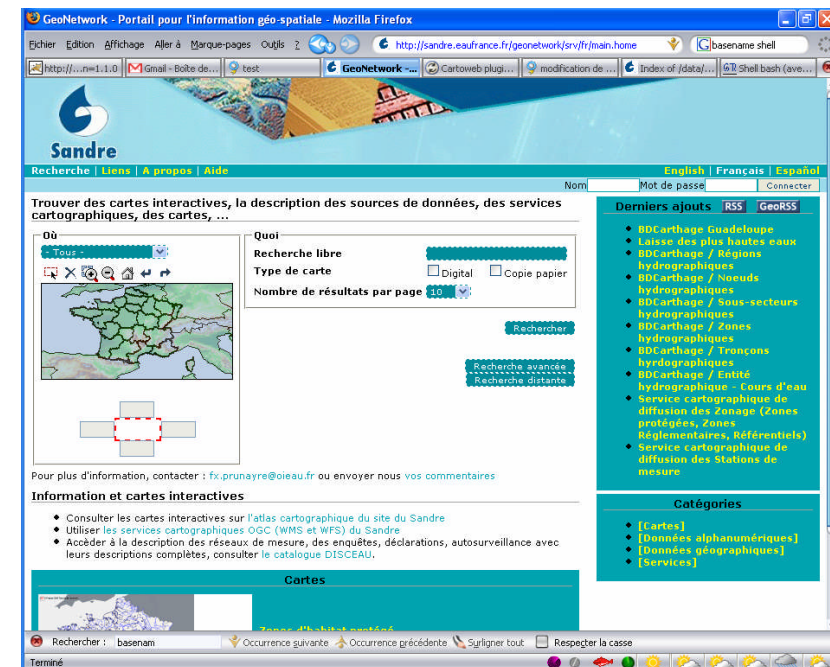 GeoNetwork - Portail pour l'information géo-spatiale - Mozilla Firefox
Fichier Edition Affichage Aller à Marque-pages Outils ?
http://sandre.eaufrance.fr/geonetwork/srv/fr/main.home
basename shell
http://...n=1.1.0 Gmail - Boîte de... test GeoNetwork -... Cartoweb plugi... modification de ... Index of /data/... Shell bash (ave...
Sandre
Recherche | Liens | A propos | Aide
English | Français | Español
Nom Mot de passe Connecter
Trouver des cartes interactives, la description des sources de données, des services
cartographiques, des cartes, ...
Où
- Tous -
Quoi
Recherche libre
Type de carte Digital Copie papier
Nombre de résultats par page 10
Rechercher
Recherche avancée
Recherche distante
Pour plus d'information, contacter : fx.prunayre@oieau.fr ou envoyer nous vos commentaires
Information et cartes interactives
Consulter les cartes interactives sur l'atlas cartographique du site du Sandre
Utiliser les services cartographiques OGC (WMS et WFS) du Sandre
Accèder à la description des réseaux de mesure, des enquêtes, déclarations, autosurveillance avec
leurs descriptions complètes, consulter le catalogue DISCEAU.
Cartes
Zones d'habitat protégé
Derniers ajouts RSS GeoRSS
BDCarthage Guadeloupe
Laisse des plus hautes eaux
BDCarthage / Régions
hydrographiques
BDCarthage / Noeuds
hydrographiques
BDCarthage / Sous-secteurs
hydrographiques
BDCarthage / Zones
hydrographiques
BDCarthage / Tronçons
hyrdographiques
BDCarthage / Entité
hydrographique - Cours d'eau
Service cartographique de
diffusion des Zonage (Zones
protégées, Zones
Réglementaires, Référentiels)
Service cartographique de
diffusion des Stations de
mesure
Catégories
[Cartes]
[Données alphanumériques]
[Données géographiques]
[Services]
Rechercher : basenam Occurrence suivante Occurrence précédente Surligner tout Respecter la casse
Terminé